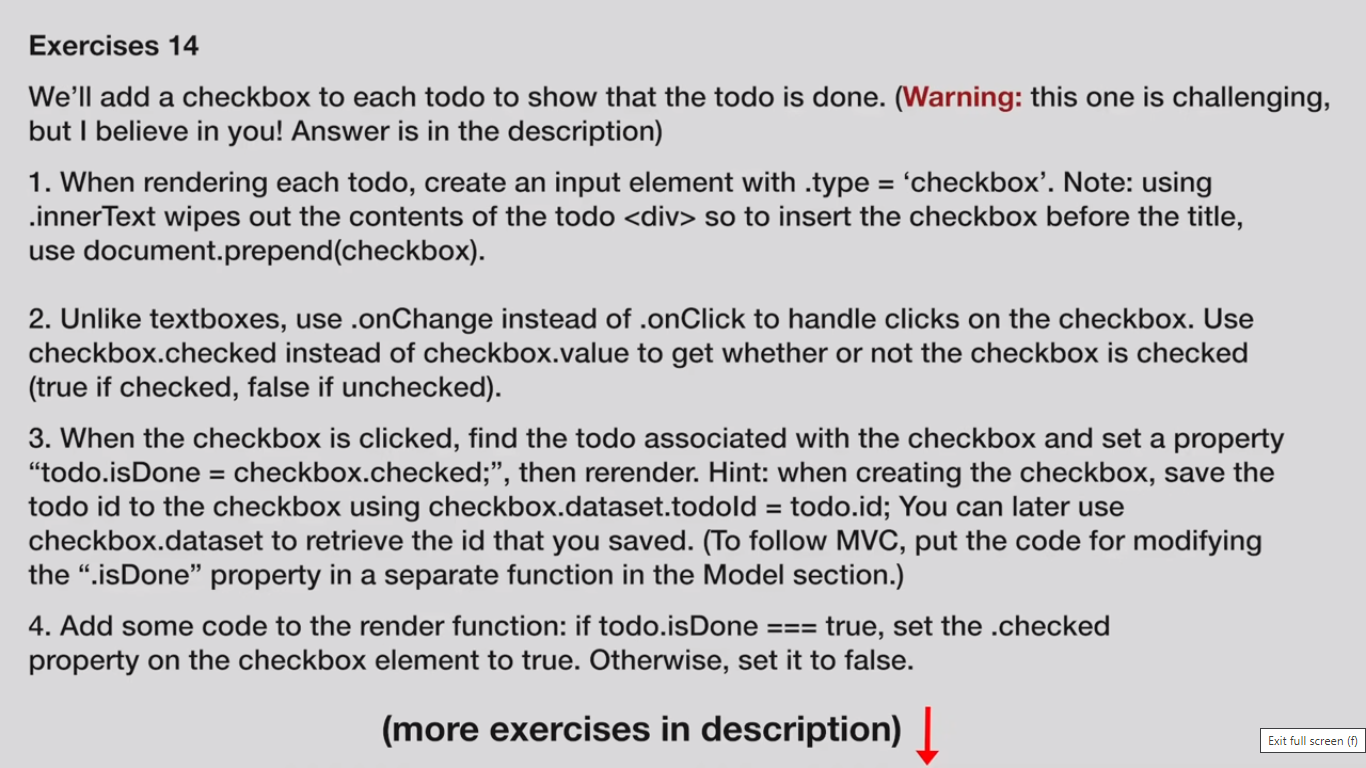 Exercises 14
We’ll add a checkbox to each todo to show that the todo is done. (Warning: this one is challenging,
but I believe in you! Answer is in the description)
1. When rendering each todo, create an input element with .type = ‘checkbox’. Note: using
.innerText wipes out the contents of the todo <div> so to insert the checkbox before the title,
use document.prepend(checkbox).
2. Unlike textboxes, use .onChange instead of .onClick to handle clicks on the checkbox. Use
checkbox.checked instead of checkbox.value to get whether or not the checkbox is checked
(true if checked, false if unchecked).
3. When the checkbox is clicked, find the todo associated with the checkbox and set a property
“todo.isDone = checkbox.checked;”, then rerender. Hint: when creating the checkbox, save the
todo id to the checkbox using checkbox.dataset.todoId = todo.id; You can later use
checkbox.dataset to retrieve the id that you saved. (To follow MVC, put the code for modifying
the “.isDone” property in a separate function in the Model section.)
4. Add some code to the render function: if todo.isDone === true, set the .checked
property on the checkbox element to true. Otherwise, set it to false.
(more exercises in description)
Exit full screen (f)